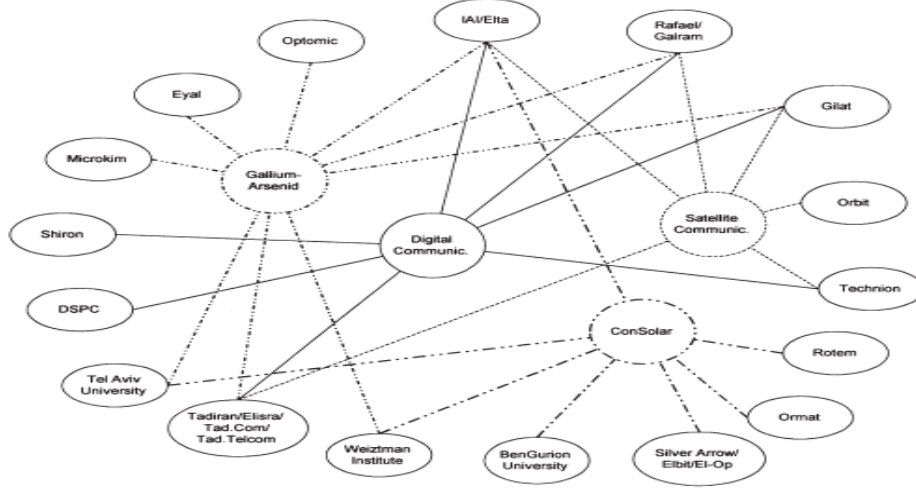 IAI/Elta
Rafael/
Galram
Optomic
Eyal
Gilat
Microkim
Gallium-
Arsenid
Orbit
Shiron
Digital
Communic.
Satellite
Communic.
Technion
DSPC
ConSolar
Rotem
Tel Aviv
University
Tadiran/Elisra/
Tad.Com/
Tad.Telcom
Ormat
Weiztman
Institute
BenGurion
University
Silver Arrow/
Elbit/El-Op